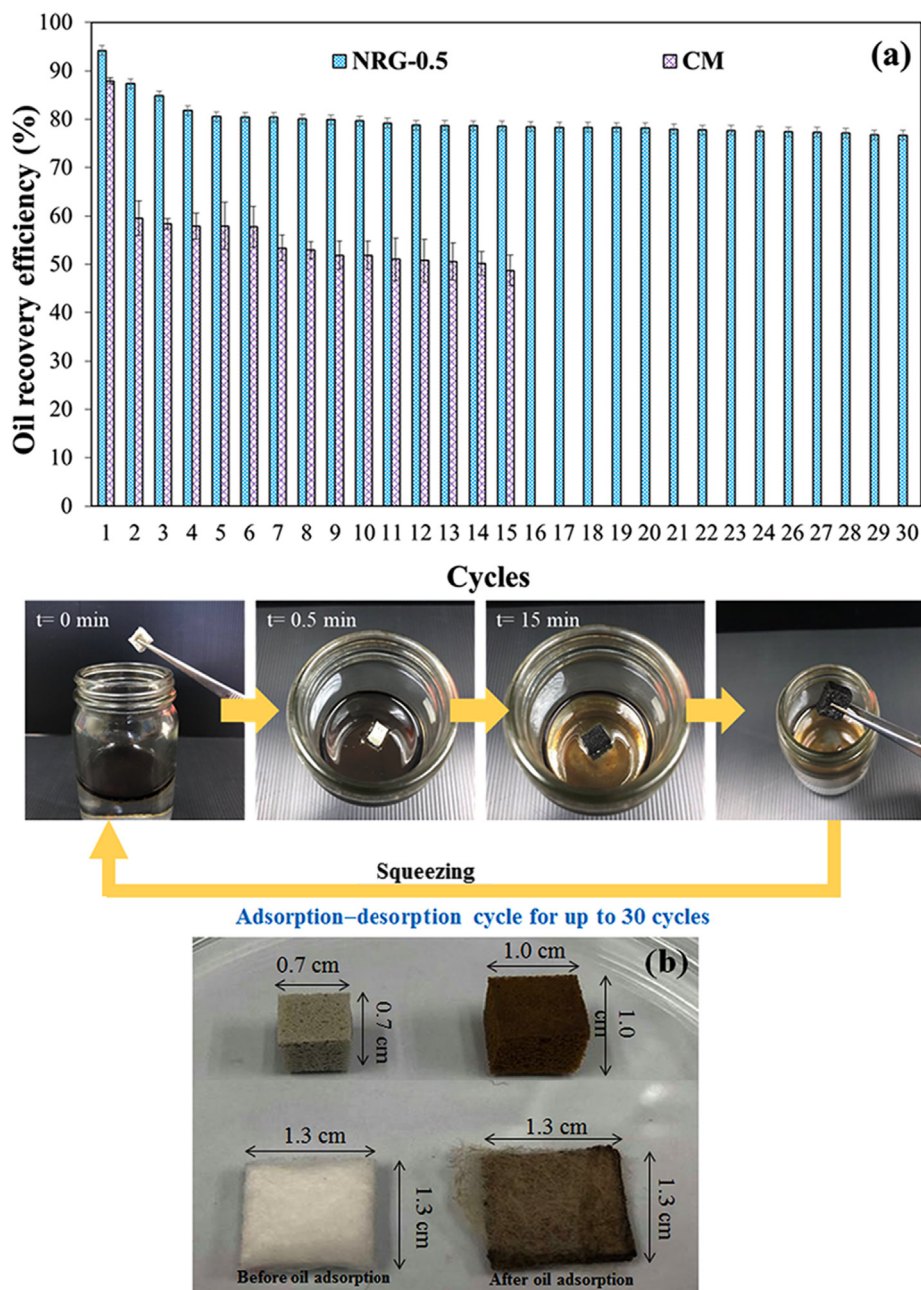 100
90
80
70
60
50
40
30
20
10
0
Oil recovery efficiency (%)
NRG-0.5 CM (a)
1 2 3 4 5 6 7 8 9 10 11 12 13 14 15 16 17 18 19 20 21 22 23 24 26 27 28 29 30
Cycles
t= 0 min
t= 0.5 min
t= 15 min
Squeezing
Adsorption–desorption cycle for up to 30 cycles
(b)
0.7 cm
0.7 cm
1.0 cm
1.0 cm
1.3 cm
1.3 cm
1.3 cm
1.3 cm
Before oil adsorption
After oil adsorption